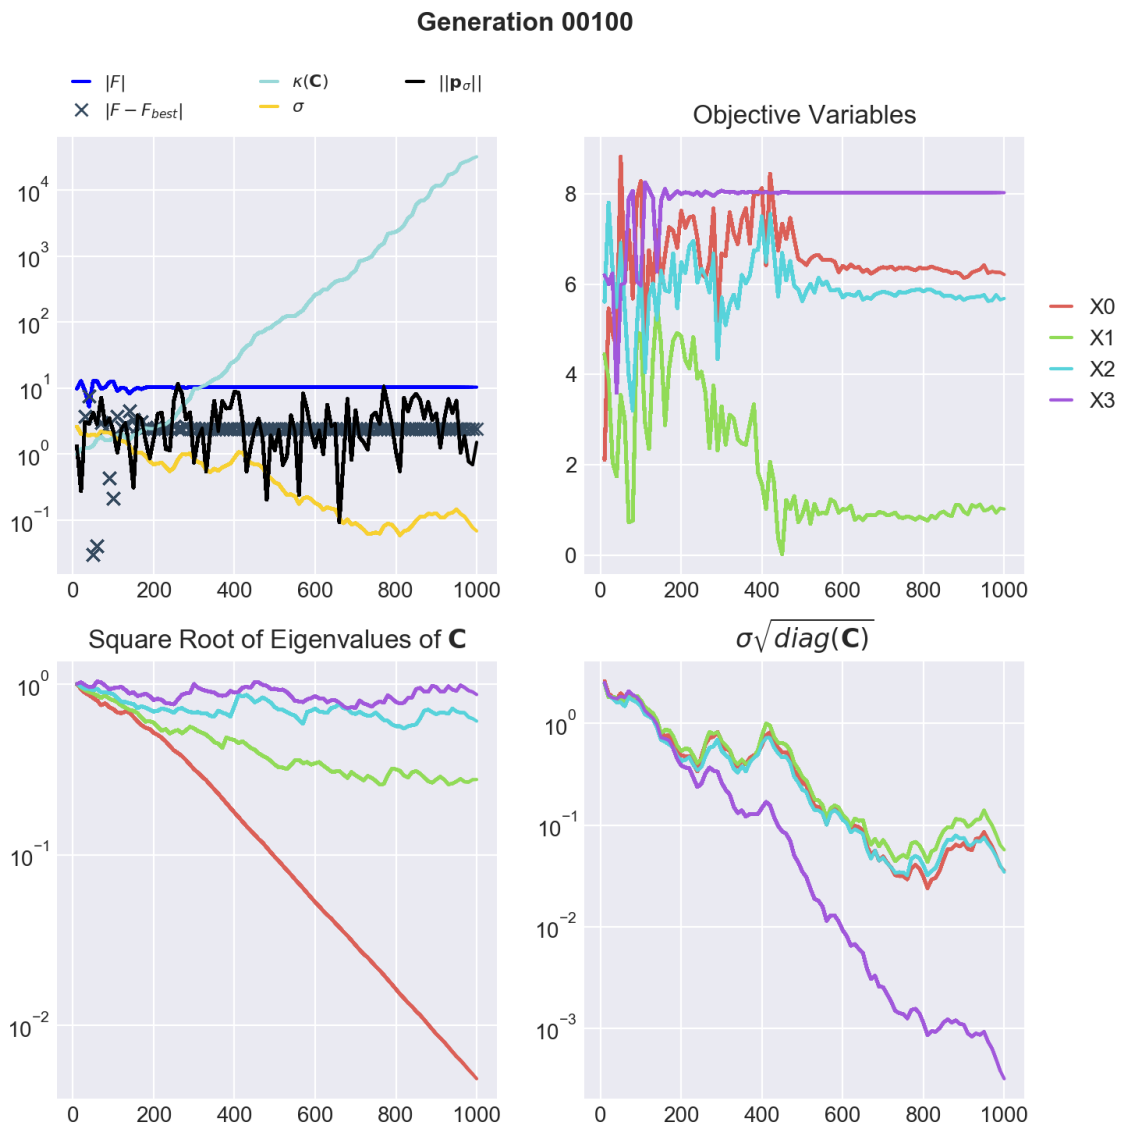 Generation 00100
|F| κ(C) ||p_σ||
|F − F_best| σ
10^4
10^3
10^2
10^1
10^0
10^−1
0 200 400 600 800 1000
Objective Variables
8
6
4
2
0
0 200 400 600 800 1000
X0
X1
X2
X3
Square Root of Eigenvalues of C
10^0
10^−1
10^−2
0 200 400 600 800 1000
σ√diag(C)
10^0
10^−1
10^−2
10^−3
0 200 400 600 800 1000